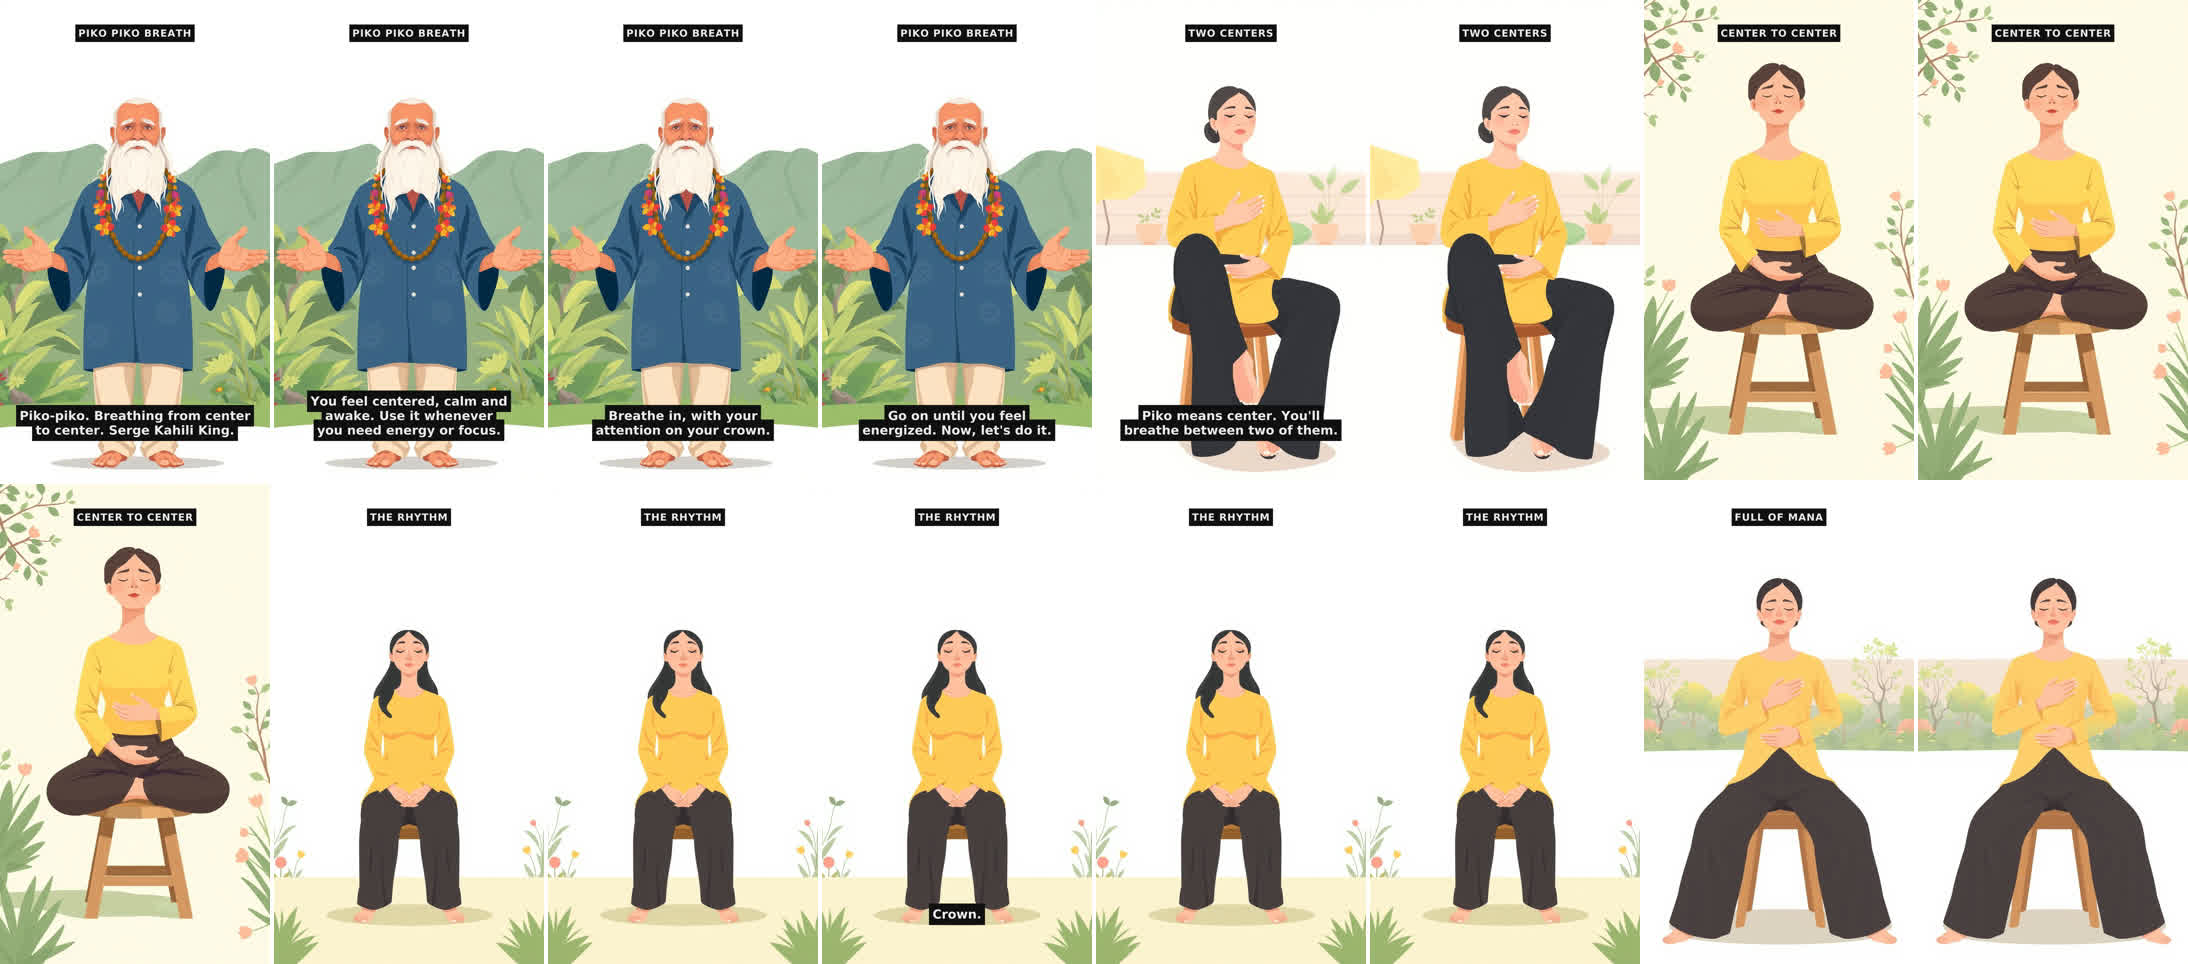 PIKO PIKO BREATH
Piko-piko. Breathing from center
to center. Serge Kahili King.
PIKO PIKO BREATH
You feel centered, calm and
awake. Use it whenever
you need energy or focus.
PIKO PIKO BREATH
Breathe in, with your
attention on your crown.
PIKO PIKO BREATH
Go on until you feel
energized. Now, let's do it.
TWO CENTERS
Piko means center. You'll
breathe between two of them.
TWO CENTERS
CENTER TO CENTER
CENTER TO CENTER
CENTER TO CENTER
THE RHYTHM
THE RHYTHM
THE RHYTHM
Crown.
THE RHYTHM
THE RHYTHM
FULL OF MANA